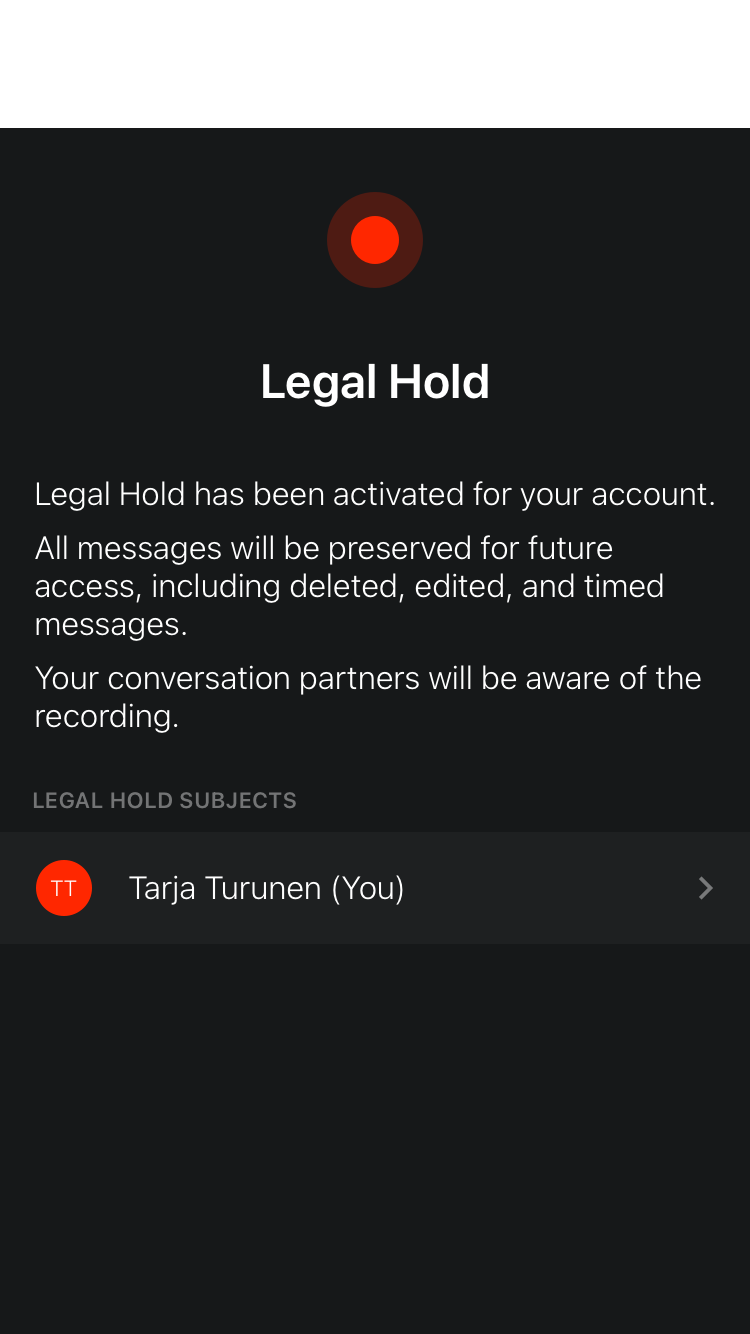 Legal Hold
Legal Hold has been activated for your account.
All messages will be preserved for future
access, including deleted, edited, and timed
messages.
Your conversation partners will be aware of the
recording.
LEGAL HOLD SUBJECTS
TT
Tarja Turunen (You)